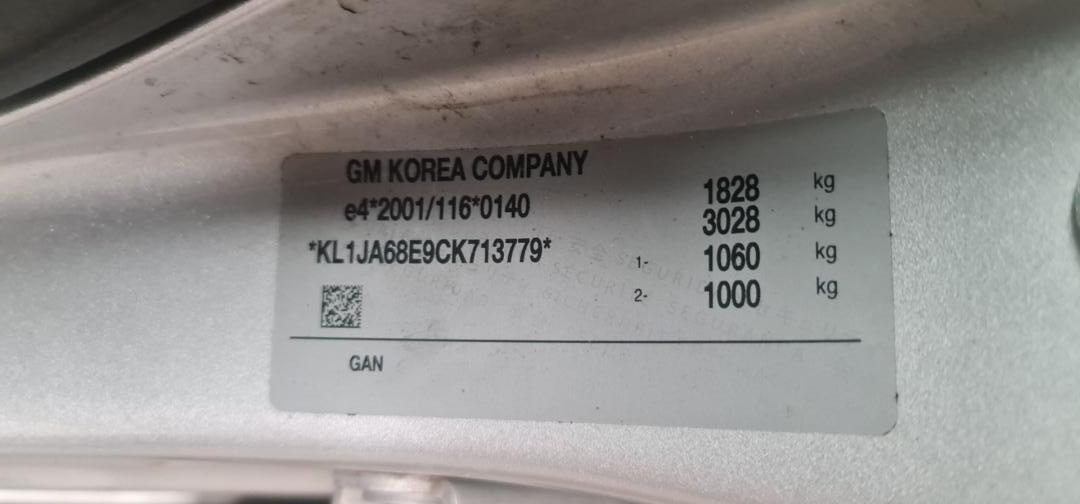 GM KOREA COMPANY
e4*2001/116*0140
*KL1JA68E9CK713779*
1828 kg
3028 kg
1- 1060 kg
2- 1000 kg
GAN